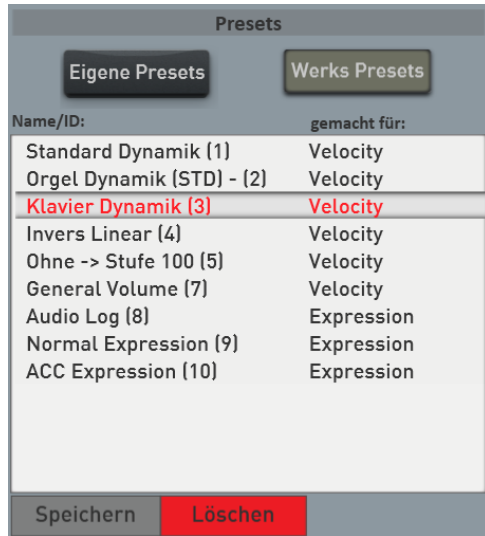 Presets
Eigene Presets Werks Presets
Name/ID: gemacht für:
Standard Dynamik (1) Velocity
Orgel Dynamik (STD) - (2) Velocity
Klavier Dynamik (3) Velocity
Invers Linear (4) Velocity
Ohne -> Stufe 100 (5) Velocity
General Volume (7) Velocity
Audio Log (8) Expression
Normal Expression (9) Expression
ACC Expression (10) Expression
Speichern Löschen